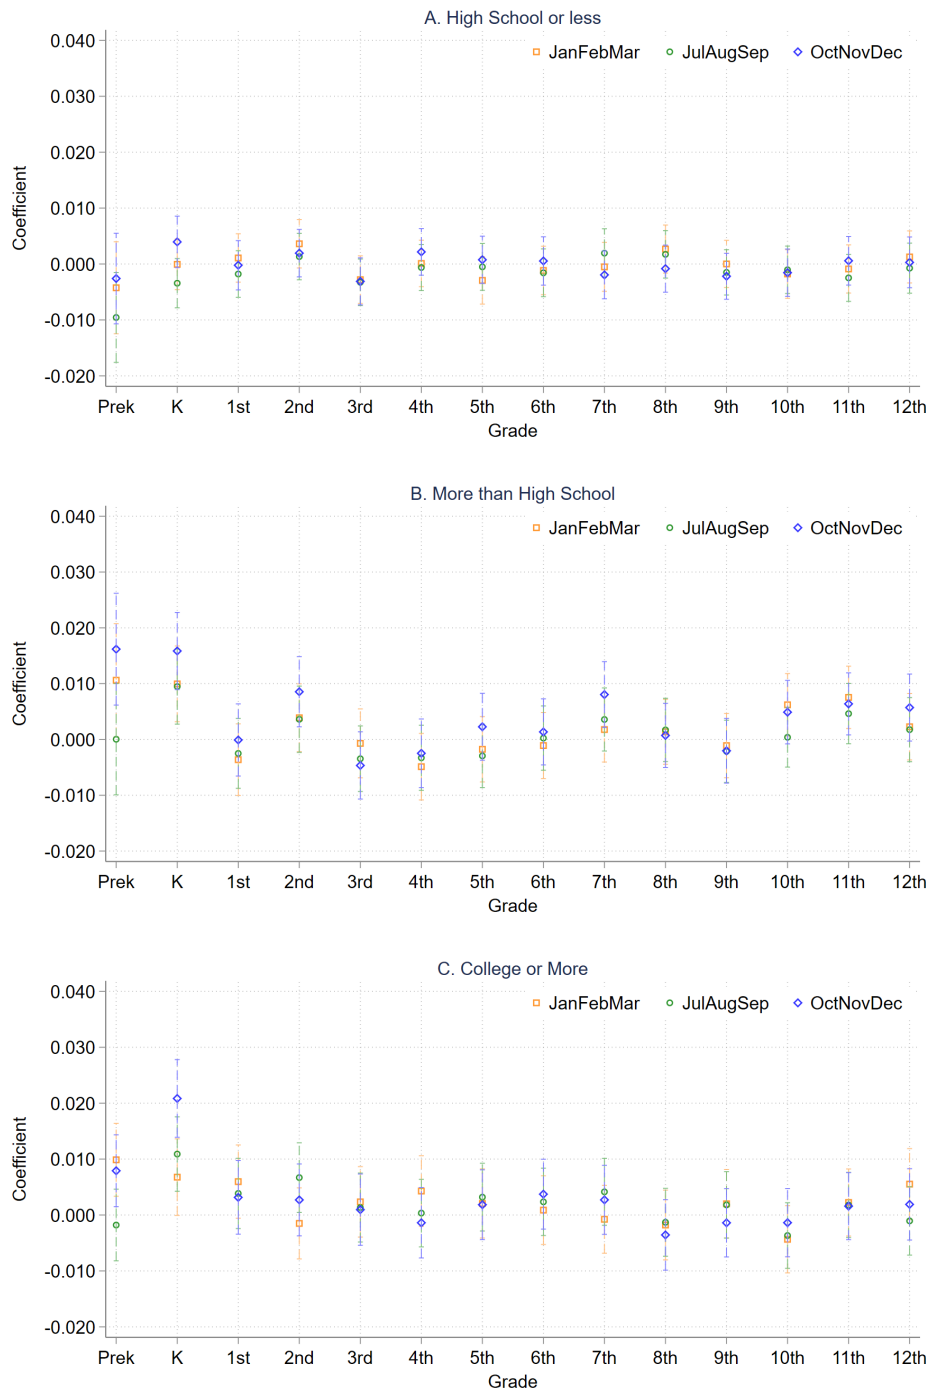 A. High School or less
JanFebMar JulAugSep OctNovDec
0.040
0.030
0.020
0.010
0.000
-0.010
-0.020
Coefficient
Prek K 1st 2nd 3rd 4th 5th 6th 7th 8th 9th 10th 11th 12th
Grade
B. More than High School
JanFebMar JulAugSep OctNovDec
0.040
0.030
0.020
0.010
0.000
-0.010
-0.020
Coefficient
Prek K 1st 2nd 3rd 4th 5th 6th 7th 8th 9th 10th 11th 12th
Grade
C. College or More
JanFebMar JulAugSep OctNovDec
0.040
0.030
0.020
0.010
0.000
-0.010
-0.020
Coefficient
Prek K 1st 2nd 3rd 4th 5th 6th 7th 8th 9th 10th 11th 12th
Grade